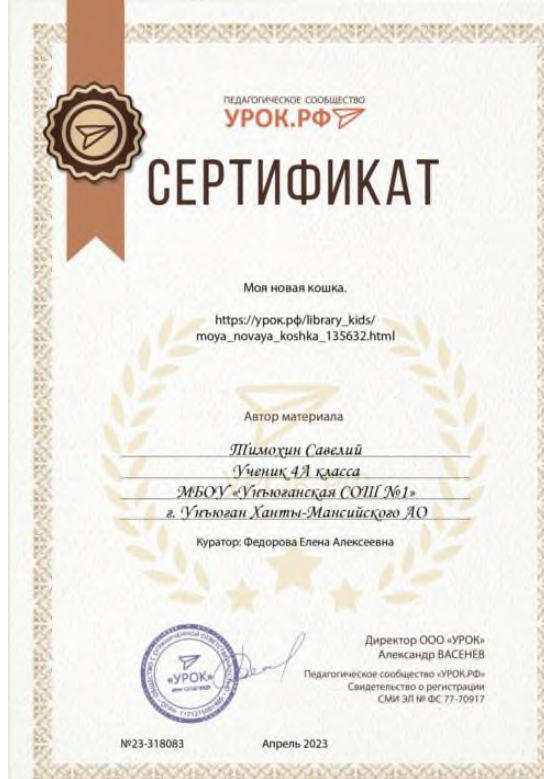 ПЕДАГОГИЧЕСКОЕ СООБЩЕСТВО
УРОК.РФ
СЕРТИФИКАТ
Моя новая кошка.
https://урок.рф/library_kids/
moya_novaya_koshka_135632.html
Автор материала
Тимохин Савелий
Ученик 4А класса
МБОУ «Унъюганская СОШ №1»
г. Унъюган Ханты-Мансийского АО
Куратор: Федорова Елена Алексеевна
Директор ООО «УРОК»
Александр ВАСЕНЕВ
Педагогическое сообщество «УРОК.РФ»
Свидетельство о регистрации
СМИ ЭЛ № ФС 77-70917
«УРОК»
№23-318083
Апрель 2023